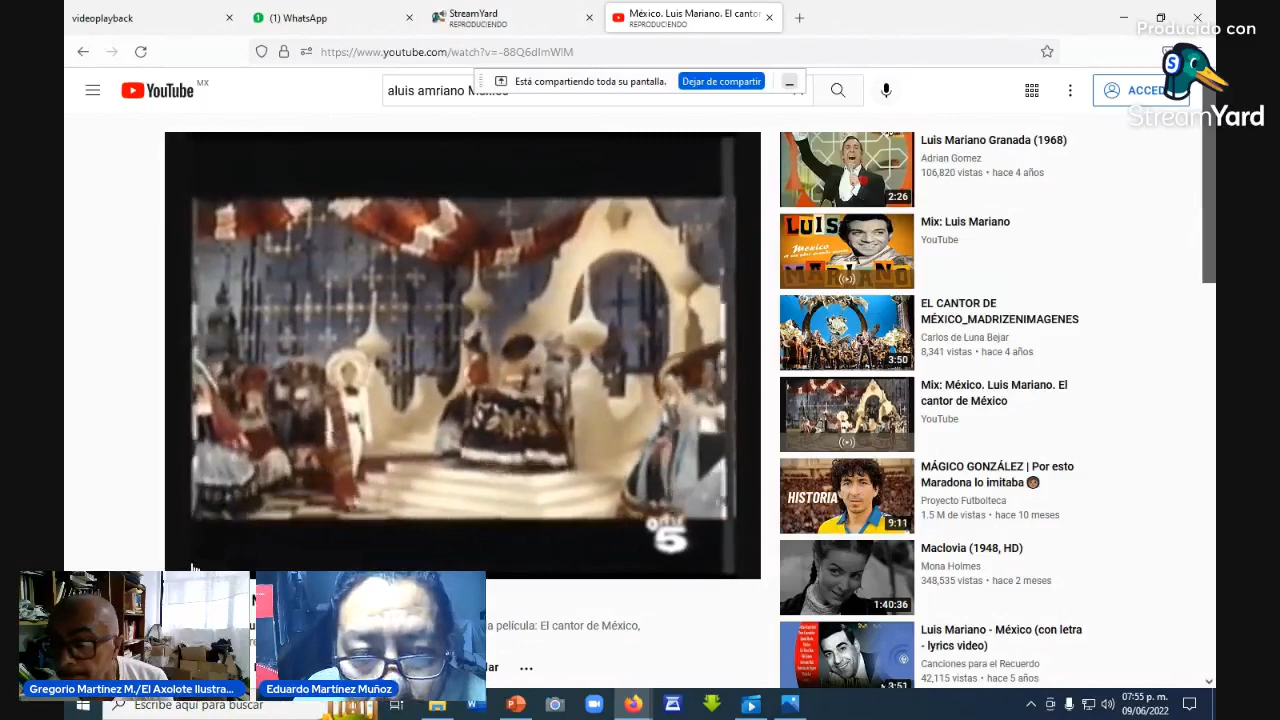 videoplayback
(1) WhatsApp
StreamYard
REPRODUCIENDO
México. Luis Mariano. El cantor
REPRODUCIENDO
Producido con
https://www.youtube.com/watch?v=-88Q6dImWIM
YouTube MX
aluis amriano
Está compartiendo toda su pantalla.
Dejar de compartir
ACCED
StreamYard
Luis Mariano Granada (1968)
Adrian Gomez
106,820 vistas • hace 4 años
2:26
LUIS
Mexico
MARIANO
Mix: Luis Mariano
YouTube
EL CANTOR DE
MÉXICO_MADRIZENIMAGENES
Carlos de Luna Bejar
8,341 vistas • hace 4 años
3:50
Mix: México. Luis Mariano. El
cantor de México
YouTube
HISTORIA
9:11
MÁGICO GONZÁLEZ | Por esto
Maradona lo imitaba
Proyecto Futbolteca
1.5 M de vistas • hace 10 meses
Maclovia (1948, HD)
Mona Holmes
348,535 vistas • hace 2 meses
1:40:36
Luis Mariano - México (con letra
- lyrics video)
Canciones para el Recuerdo
42,115 vistas • hace 5 años
3:51
5
a película: El cantor de México,
Gregorio Martínez M./El Axolote Ilustra...
Eduardo Martínez Muñoz
Escribe aquí para buscar
07:55 p. m.
09/06/2022